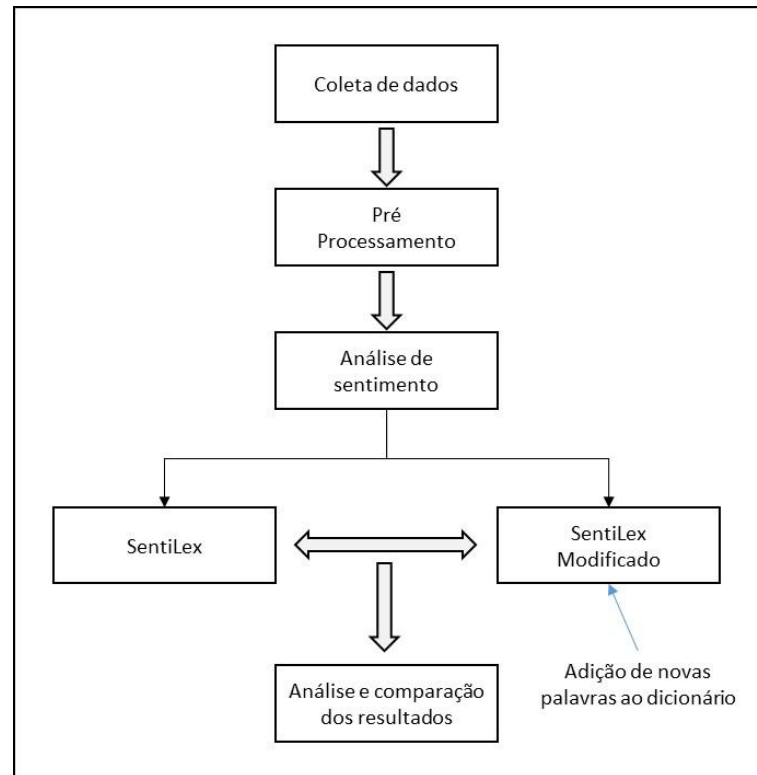 Coleta de dados
Pré
Processamento
Análise de
sentimento
SentiLex
SentiLex
Modificado
Adição de novas
palavras ao dicionário
Análise e comparação
dos resultados